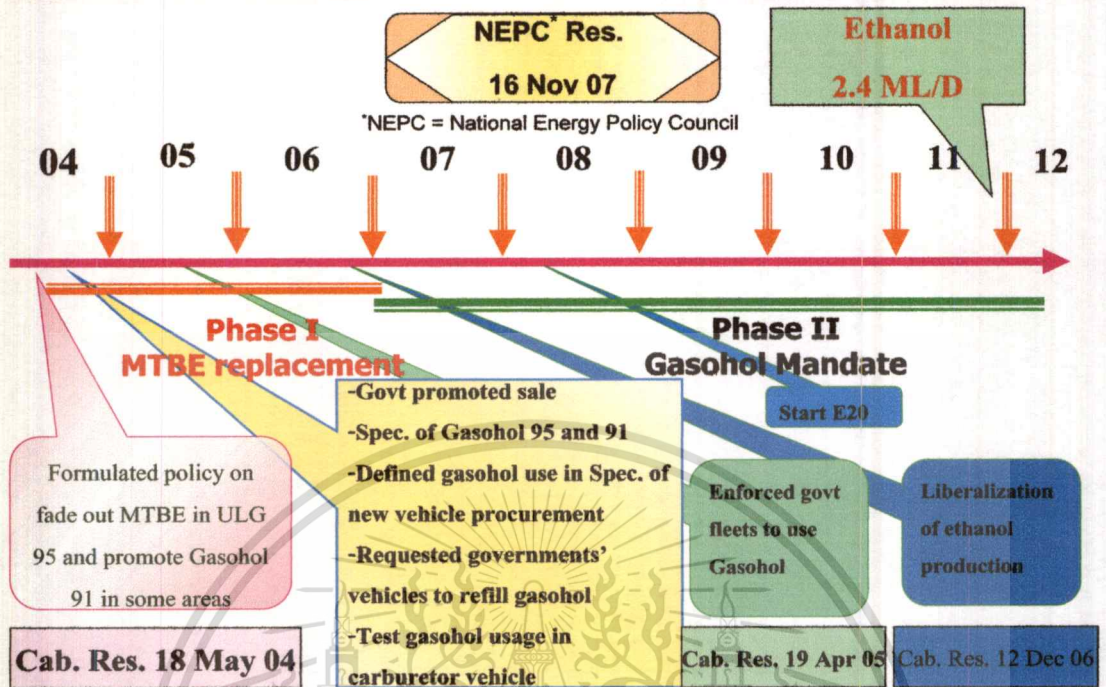 NEPC* Res.
16 Nov 07
*NEPC = National Energy Policy Council
Ethanol
2.4 ML/D
04 05 06 07 08 09 10 11 12
Phase I
MTBE replacement
Phase II
Gasohol Mandate
Start E20
Formulated policy on
fade out MTBE in ULG
95 and promote Gasohol
91 in some areas
-Govt promoted sale
-Spec. of Gasohol 95 and 91
-Defined gasohol use in Spec. of
new vehicle procurement
-Requested governments'
vehicles to refill gasohol
-Test gasohol usage in
carburetor vehicle
Enforced govt
fleets to use
Gasohol
Liberalization
of ethanol
production
Cab. Res. 18 May 04
Cab. Res. 19 Apr 05
Cab. Res. 12 Dec 06